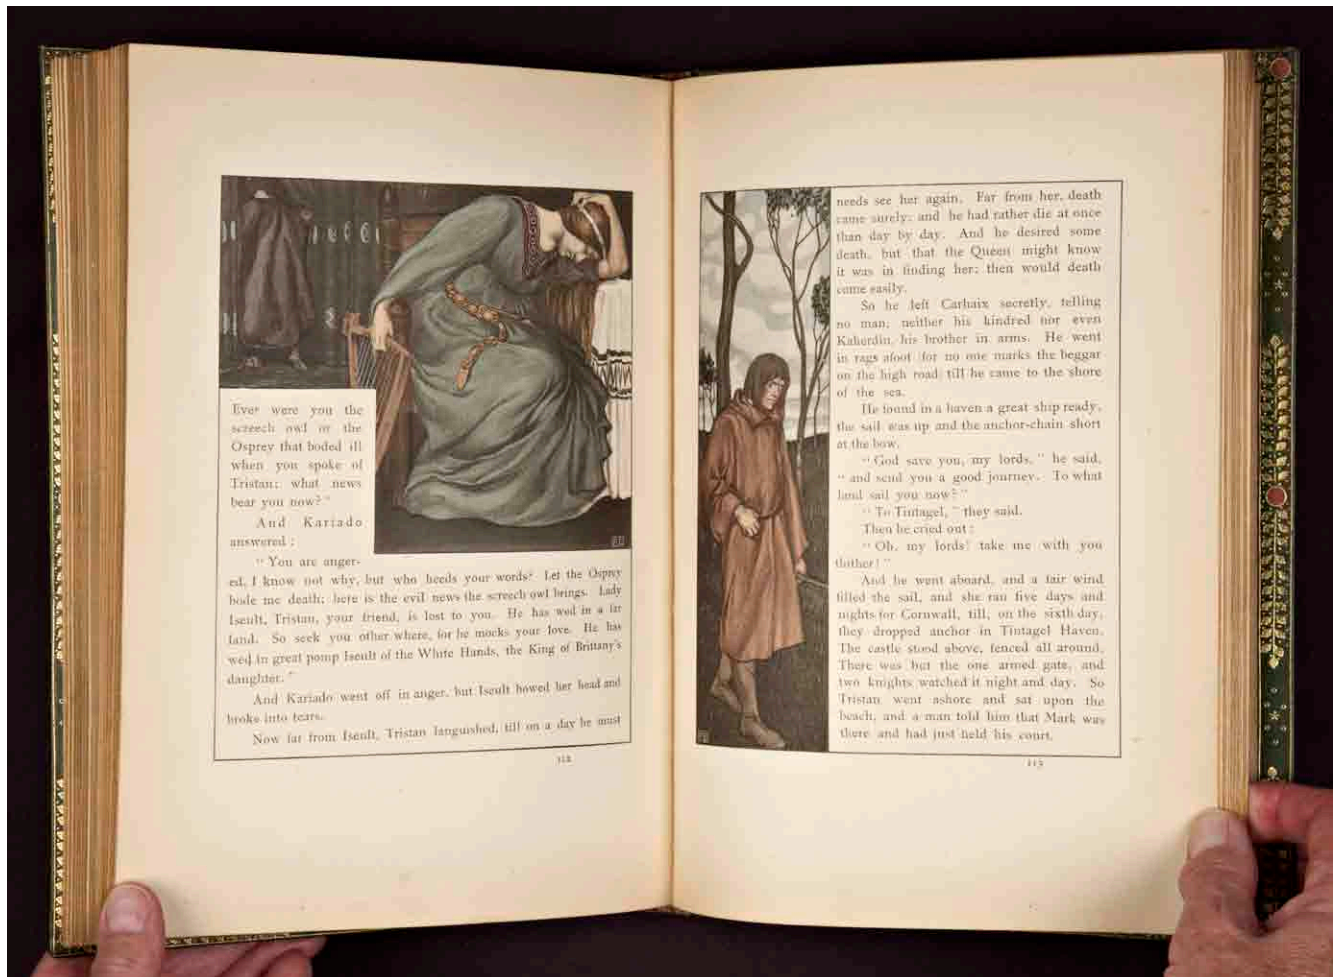 Ever were you the
screech owl or the
Osprey that boded ill
when you spoke of
Tristan; what news
bear you now?"
And Kariado
answered :
"You are anger-
ed, I know not why, but who heeds your words? Let the Osprey
bode me death; here is the evil news the screech owl brings. Lady
Iseult, Tristan, your friend, is lost to you. He has wed in a far
land. So seek you other where, for he mocks your love. He has
wed in great pomp Iseult of the White Hands, the King of Brittany's
daughter."
And Kariado went off in anger, but Iseult bowed her head and
broke into tears.
Now far from Iseult, Tristan languished, till on a day he must
112
needs see her again. Far from her, death
came surely; and he had rather die at once
than day by day. And he desired some
death, but that the Queen might know
it was in finding her; then would death
come easily.
So he left Carhaix secretly, telling
no man, neither his kindred nor even
Kaherdin, his brother in arms. He went
in rags afoot for no one marks the beggar
on the high road till he came to the shore
of the sea.
He found in a haven a great ship ready,
the sail was up and the anchor-chain short
at the bow.
"God save you, my lords," he said,
"and send you a good journey. To what
land sail you now?"
"To Tintagel," they said.
Then he cried out :
"Oh, my lords! take me with you
thither!"
And he went aboard, and a fair wind
filled the sail, and she ran five days and
nights for Cornwall, till, on the sixth day,
they dropped anchor in Tintagel Haven.
The castle stood above, fenced all around.
There was but the one armed gate, and
two knights watched it night and day. So
Tristan went ashore and sat upon the
beach, and a man told him that Mark was
there and had just held his court.
113